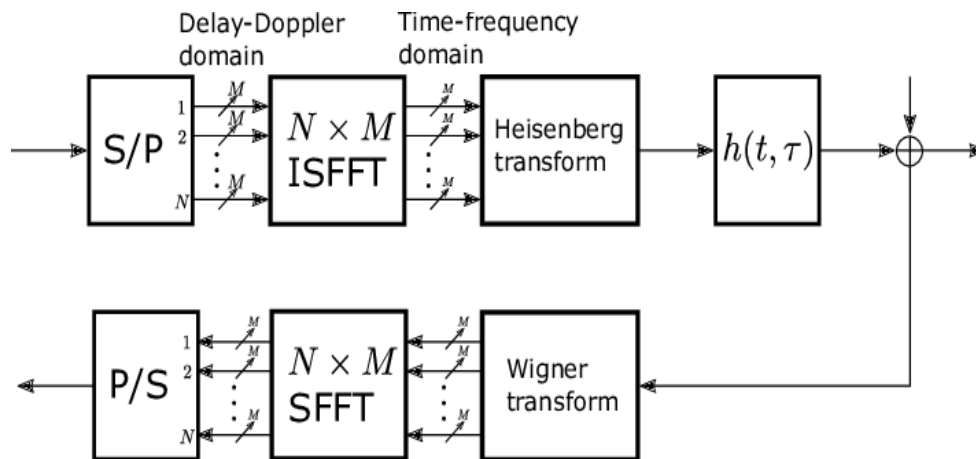 Delay-Doppler
domain
Time-frequency
domain
S/P
1
2
N
M
M
M
N × M
ISFFT
M
M
M
Heisenberg
transform
h(t, τ)
P/S
1
2
N
M
M
M
N × M
SFFT
M
M
M
Wigner
transform